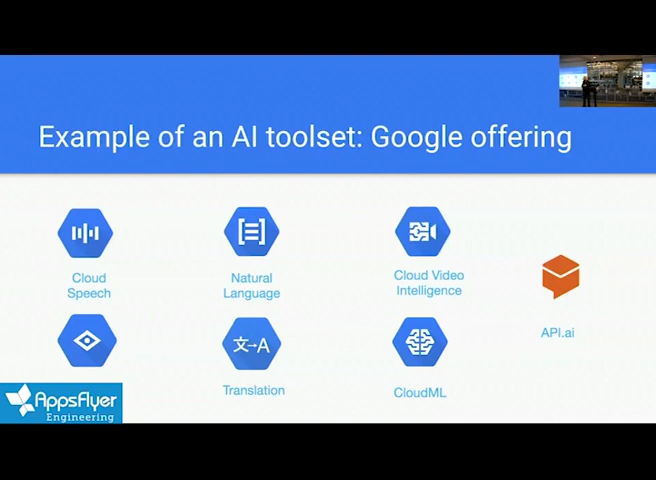 Example of an AI toolset: Google offering
Cloud
Speech
Natural
Language
Cloud Video
Intelligence
API.ai
文→A
Translation
CloudML
AppsFlyer
Engineering